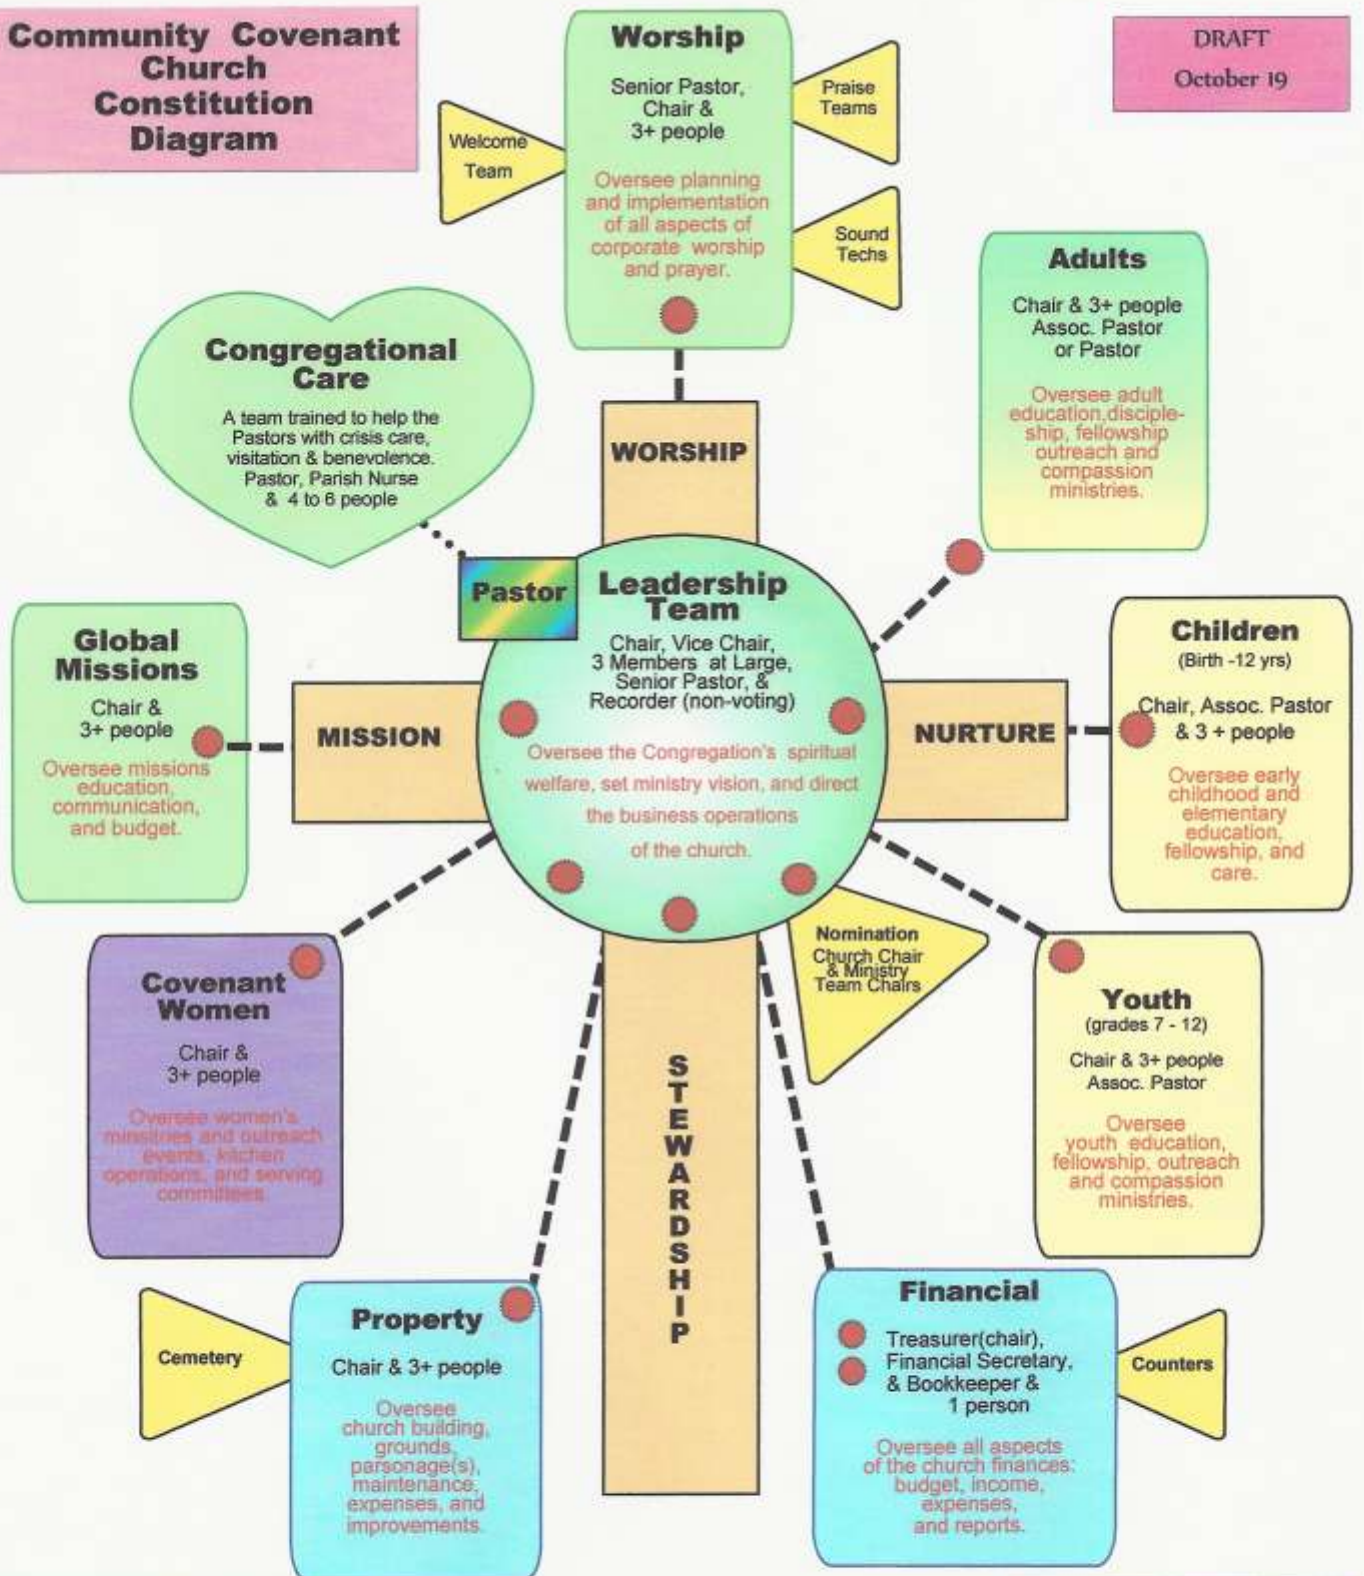 Community Covenant
Church
Constitution
Diagram
DRAFT
October 19
Worship
Senior Pastor,
Chair &
3+ people
Oversee planning
and implementation
of all aspects of
corporate worship
and prayer.
Welcome
Team
Praise
Teams
Sound
Techs
Adults
Chair & 3+ people
Assoc. Pastor
or Pastor
Oversee adult
education,disciple-
ship, fellowship
outreach and
compassion
ministries.
Congregational
Care
A team trained to help the
Pastors with crisis care,
visitation & benevolence.
Pastor, Parish Nurse
& 4 to 6 people
WORSHIP
Pastor
Leadership
Team
Chair, Vice Chair,
3 Members at Large,
Senior Pastor, &
Recorder (non-voting)
Oversee the Congregation's spiritual
welfare, set ministry vision, and direct
the business operations
of the church.
Global
Missions
Chair &
3+ people
Oversee missions
education,
communication,
and budget.
MISSION
NURTURE
Children
(Birth -12 yrs)
Chair, Assoc. Pastor
& 3 + people
Oversee early
childhood and
elementary
education,
fellowship, and
care.
Nomination
Church Chair
& Ministry
Team Chairs
Covenant
Women
Chair &
3+ people
Oversee women's
minsitries and outreach
events, kitchen
operations, and serving
committees.
Youth
(grades 7 - 12)
Chair & 3+ people
Assoc. Pastor
Oversee
youth education,
fellowship, outreach
and compassion
ministries.
STEWARDSHIP
Cemetery
Property
Chair & 3+ people
Oversee
church building,
grounds,
parsonage(s),
maintenance,
expenses, and
improvements.
Financial
Treasurer(chair),
Financial Secretary,
& Bookkeeper &
1 person
Oversee all aspects
of the church finances:
budget, income,
expenses,
and reports.
Counters